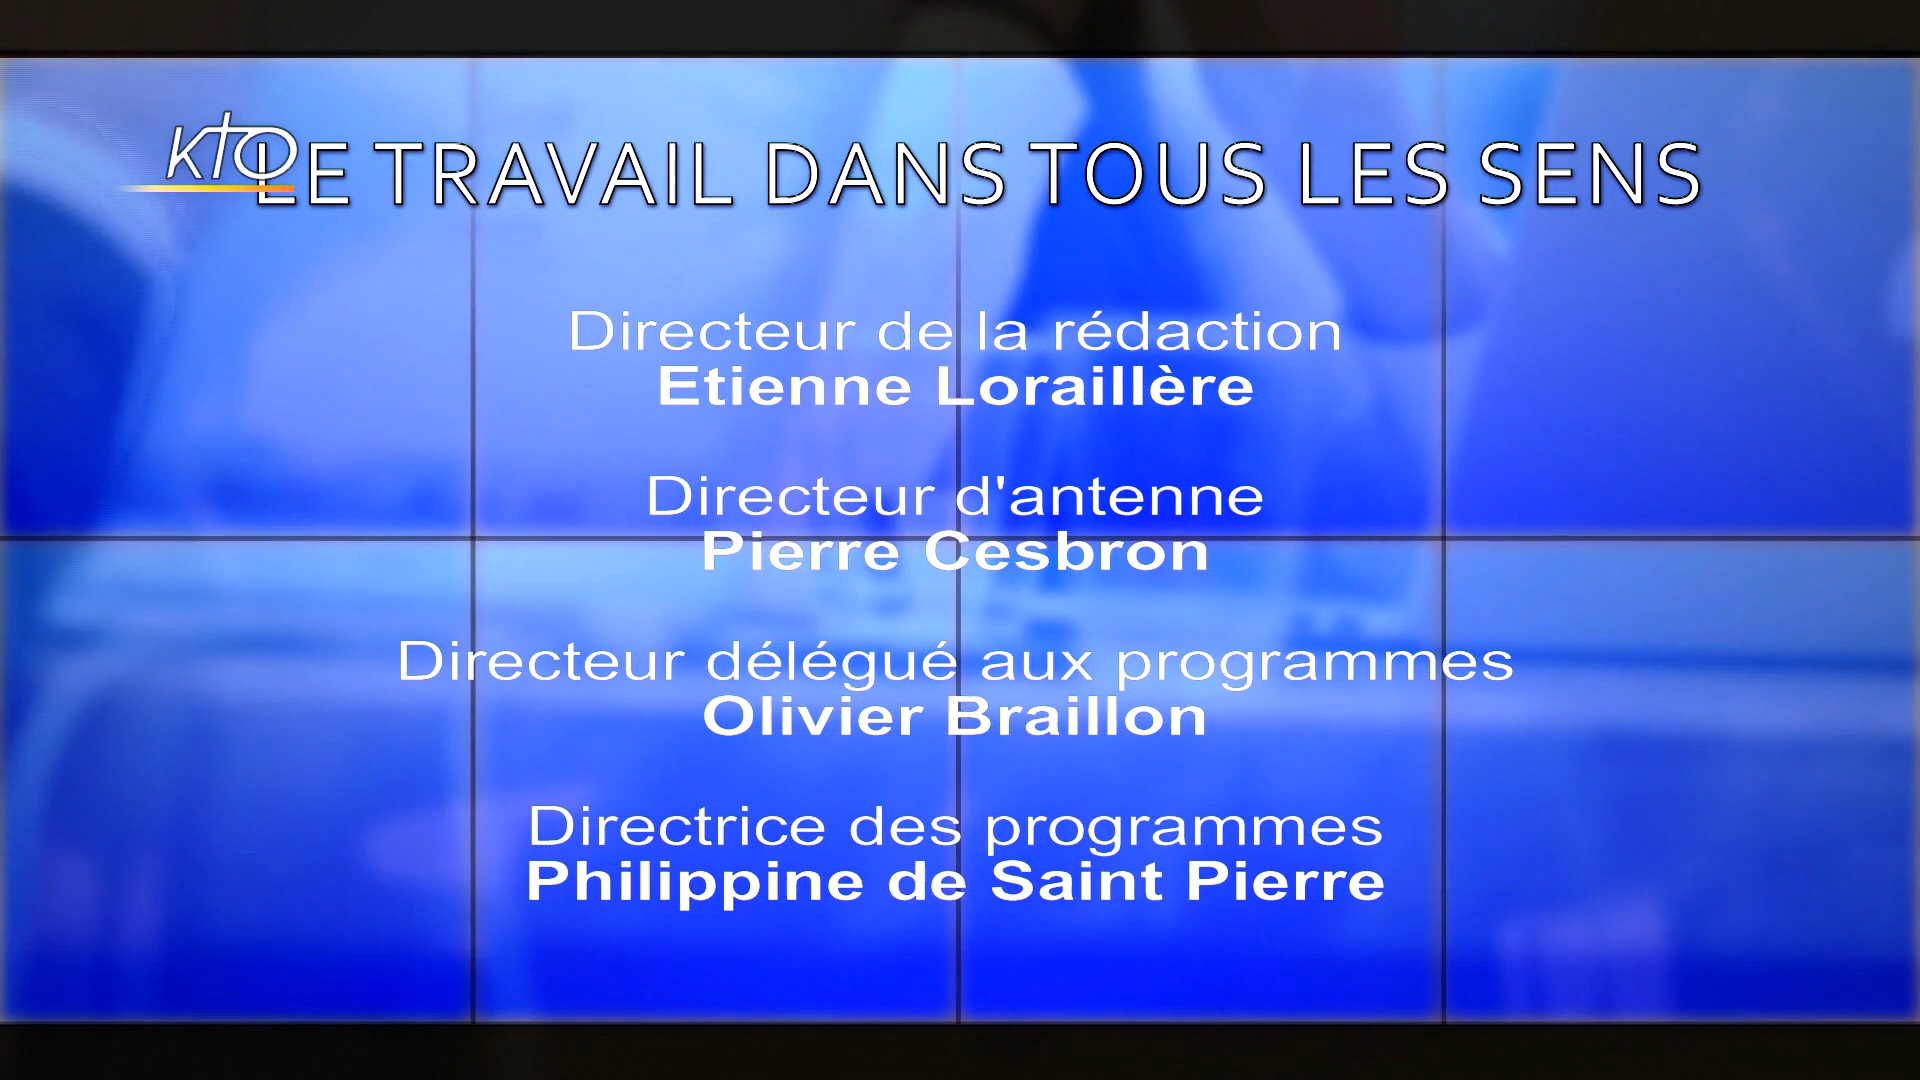 KTO
LE TRAVAIL DANS TOUS LES SENS
Directeur de la rédaction
Etienne Loraillère
Directeur d'antenne
Pierre Cesbron
Directeur délégué aux programmes
Olivier Braillon
Directrice des programmes
Philippine de Saint Pierre